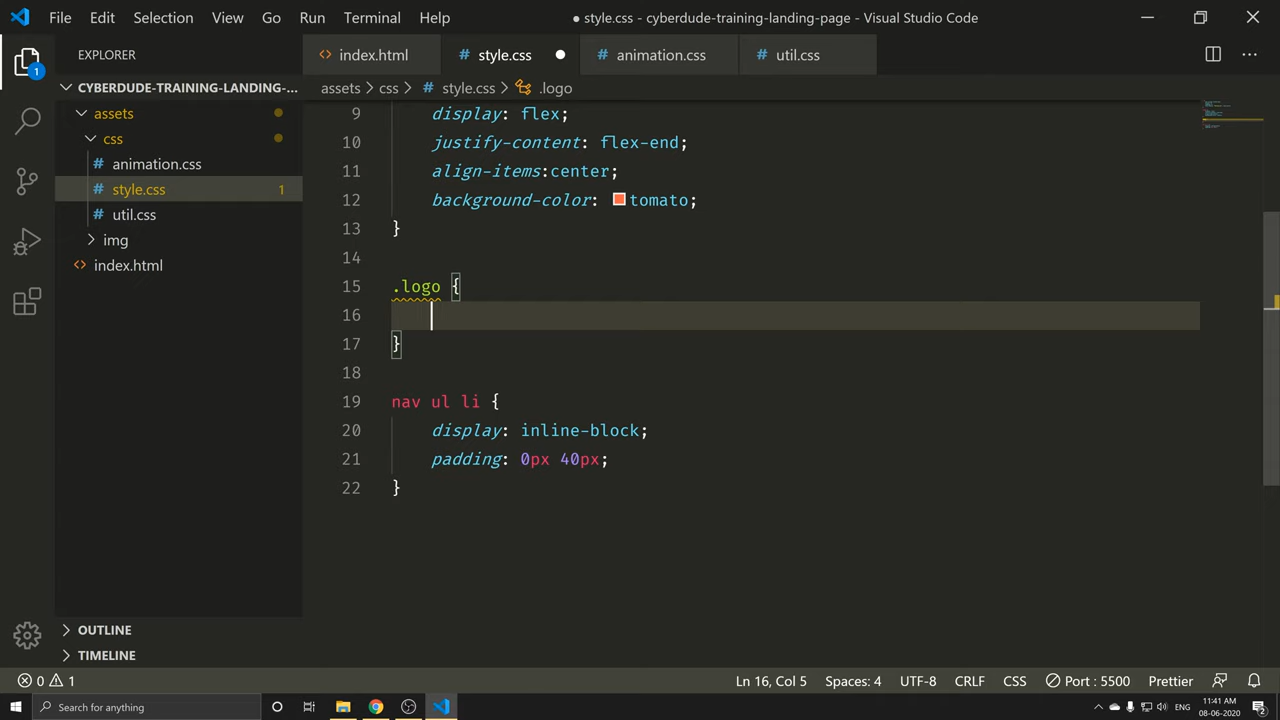 File Edit Selection View Go Run Terminal Help
● style.css - cyberdude-training-landing-page - Visual Studio Code
EXPLORER
index.html
style.css
animation.css
util.css
CYBERDUDE-TRAINING-LANDING-...
assets > css > style.css > .logo
assets
css
animation.css
style.css 1
util.css
img
index.html
9 display: flex;
10 justify-content: flex-end;
11 align-items:center;
12 background-color: tomato;
13 }
14
15 .logo {
16
17 }
18
19 nav ul li {
20 display: inline-block;
21 padding: 0px 40px;
22 }
1
OUTLINE
TIMELINE
0 1
Ln 16, Col 5
Spaces: 4
UTF-8
CRLF
CSS
Port : 5500
Prettier
Search for anything
ENG
11:41 AM
08-06-2020
2